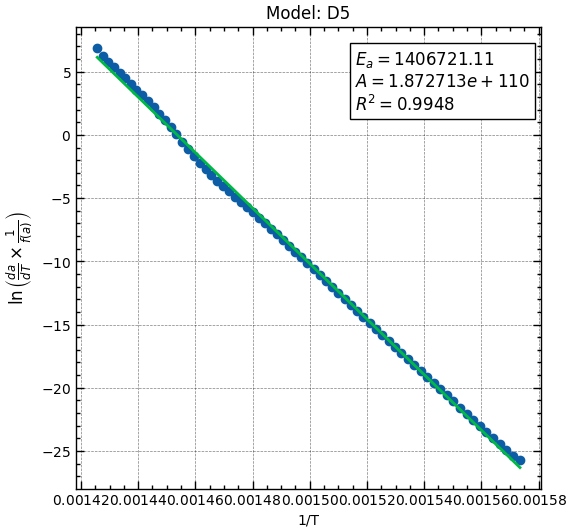 Model: D5
E_a = 1406721.11
A = 1.872713e + 110
R^2 = 0.9948
5
0
−5
−10
−15
−20
−25
ln (da/dT × 1/f(a))
0.00142 0.00144 0.00146 0.00148 0.00150 0.00152 0.00154 0.00156 0.00158
1/T